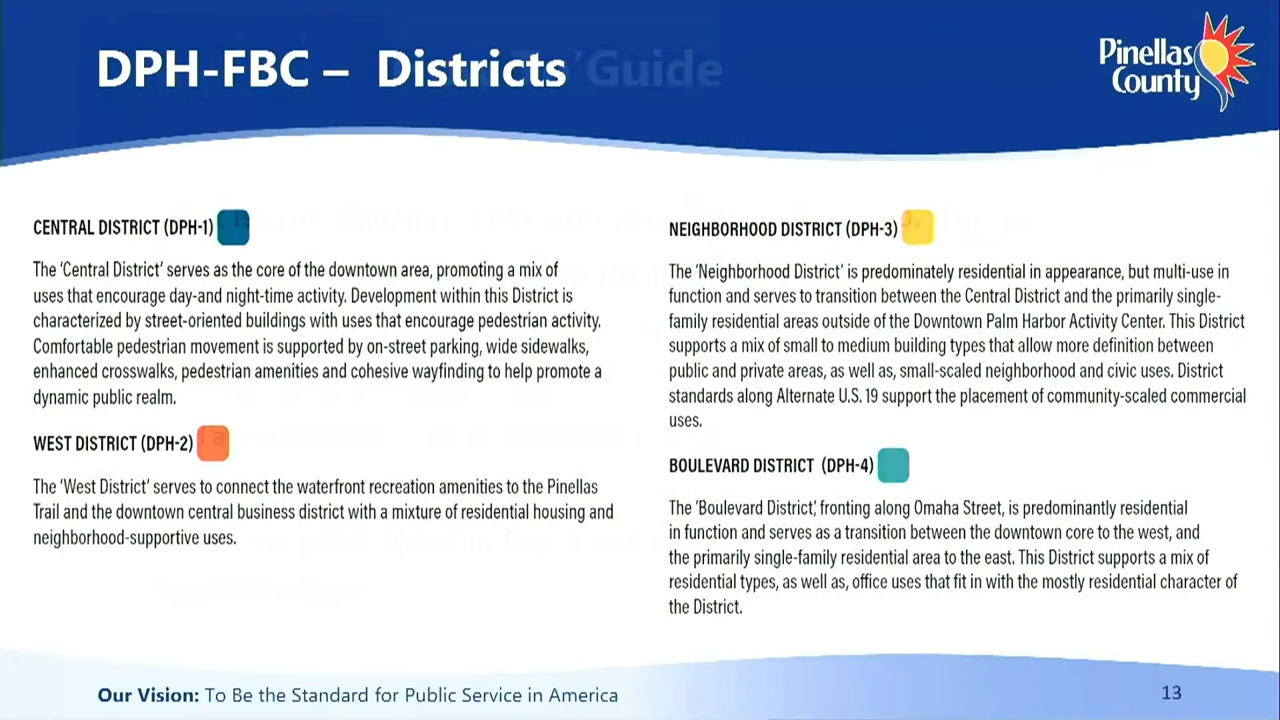 DPH-FBC – Districts
Guide
Pinellas
County
CENTRAL DISTRICT (DPH-1)
The 'Central District' serves as the core of the downtown area, promoting a mix of
uses that encourage day-and night-time activity. Development within this District is
characterized by street-oriented buildings with uses that encourage pedestrian activity.
Comfortable pedestrian movement is supported by on-street parking, wide sidewalks,
enhanced crosswalks, pedestrian amenities and cohesive wayfinding to help promote a
dynamic public realm.
WEST DISTRICT (DPH-2)
The 'West District' serves to connect the waterfront recreation amenities to the Pinellas
Trail and the downtown central business district with a mixture of residential housing and
neighborhood-supportive uses.
NEIGHBORHOOD DISTRICT (DPH-3)
The 'Neighborhood District' is predominately residential in appearance, but multi-use in
function and serves to transition between the Central District and the primarily single-
family residential areas outside of the Downtown Palm Harbor Activity Center. This District
supports a mix of small to medium building types that allow more definition between
public and private areas, as well as, small-scaled neighborhood and civic uses. District
standards along Alternate U.S. 19 support the placement of community-scaled commercial
uses.
BOULEVARD DISTRICT (DPH-4)
The 'Boulevard District,' fronting along Omaha Street, is predominantly residential
in function and serves as a transition between the downtown core to the west, and
the primarily single-family residential area to the east. This District supports a mix of
residential types, as well as, office uses that fit in with the mostly residential character of
the District.
Our Vision: To Be the Standard for Public Service in America
13